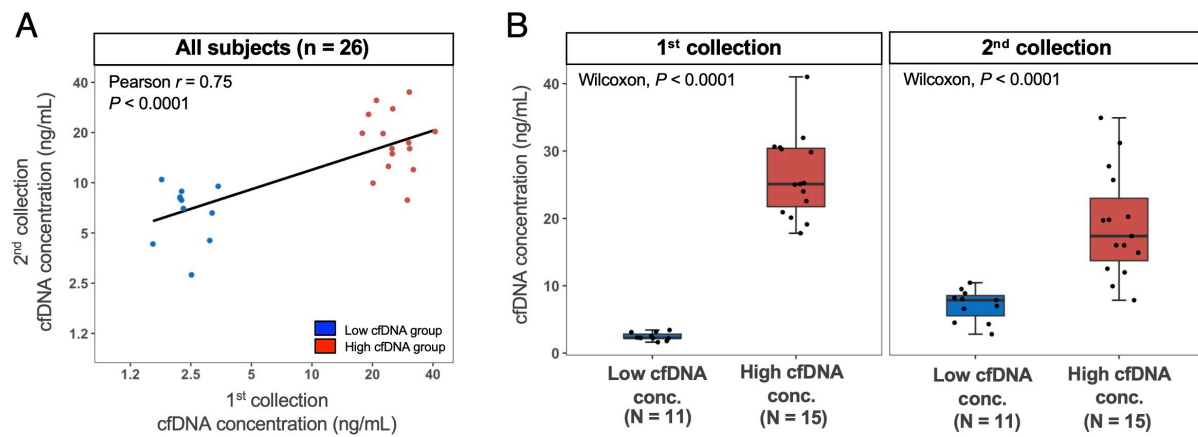 A
All subjects (n = 26)
Pearson r = 0.75
P < 0.0001
2nd collection
cfDNA concentration (ng/mL)
40
20
10
5
2.5
1.2
Low cfDNA group
High cfDNA group
1.2 2.5 5 10 20 40
1st collection
cfDNA concentration (ng/mL)
B
1st collection
2nd collection
Wilcoxon, P < 0.0001
Wilcoxon, P < 0.0001
cfDNA concentration (ng/mL)
40
30
20
10
0
Low cfDNA
conc.
(N = 11)
High cfDNA
conc.
(N = 15)
Low cfDNA
conc.
(N = 11)
High cfDNA
conc.
(N = 15)